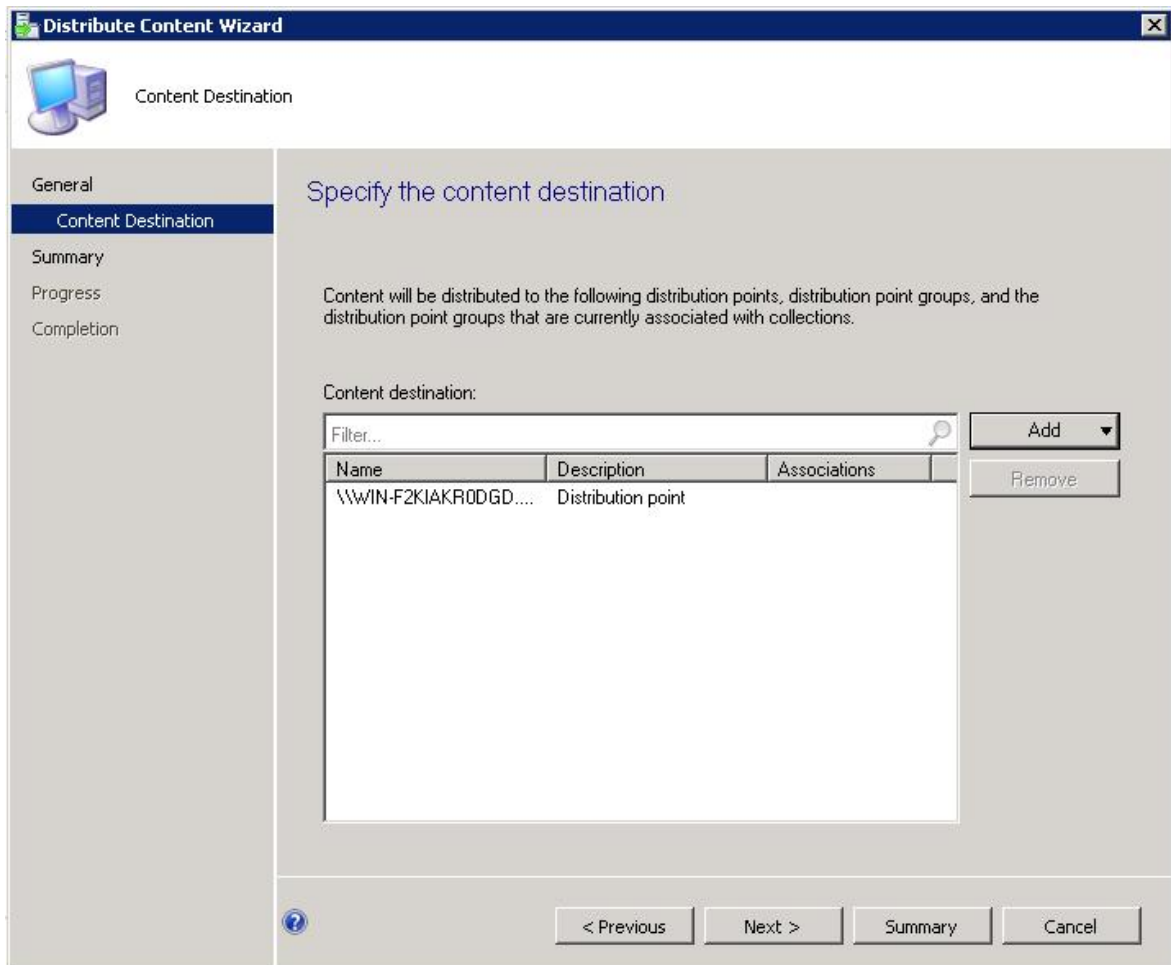 Distribute Content Wizard
Content Destination
General
Content Destination
Summary
Progress
Completion
Specify the content destination
Content will be distributed to the following distribution points, distribution point groups, and the
distribution point groups that are currently associated with collections.
Content destination:
Filter...
Add
Name Description Associations
Remove
\\WIN-F2KIAKR0DGD.... Distribution point
< Previous Next > Summary Cancel